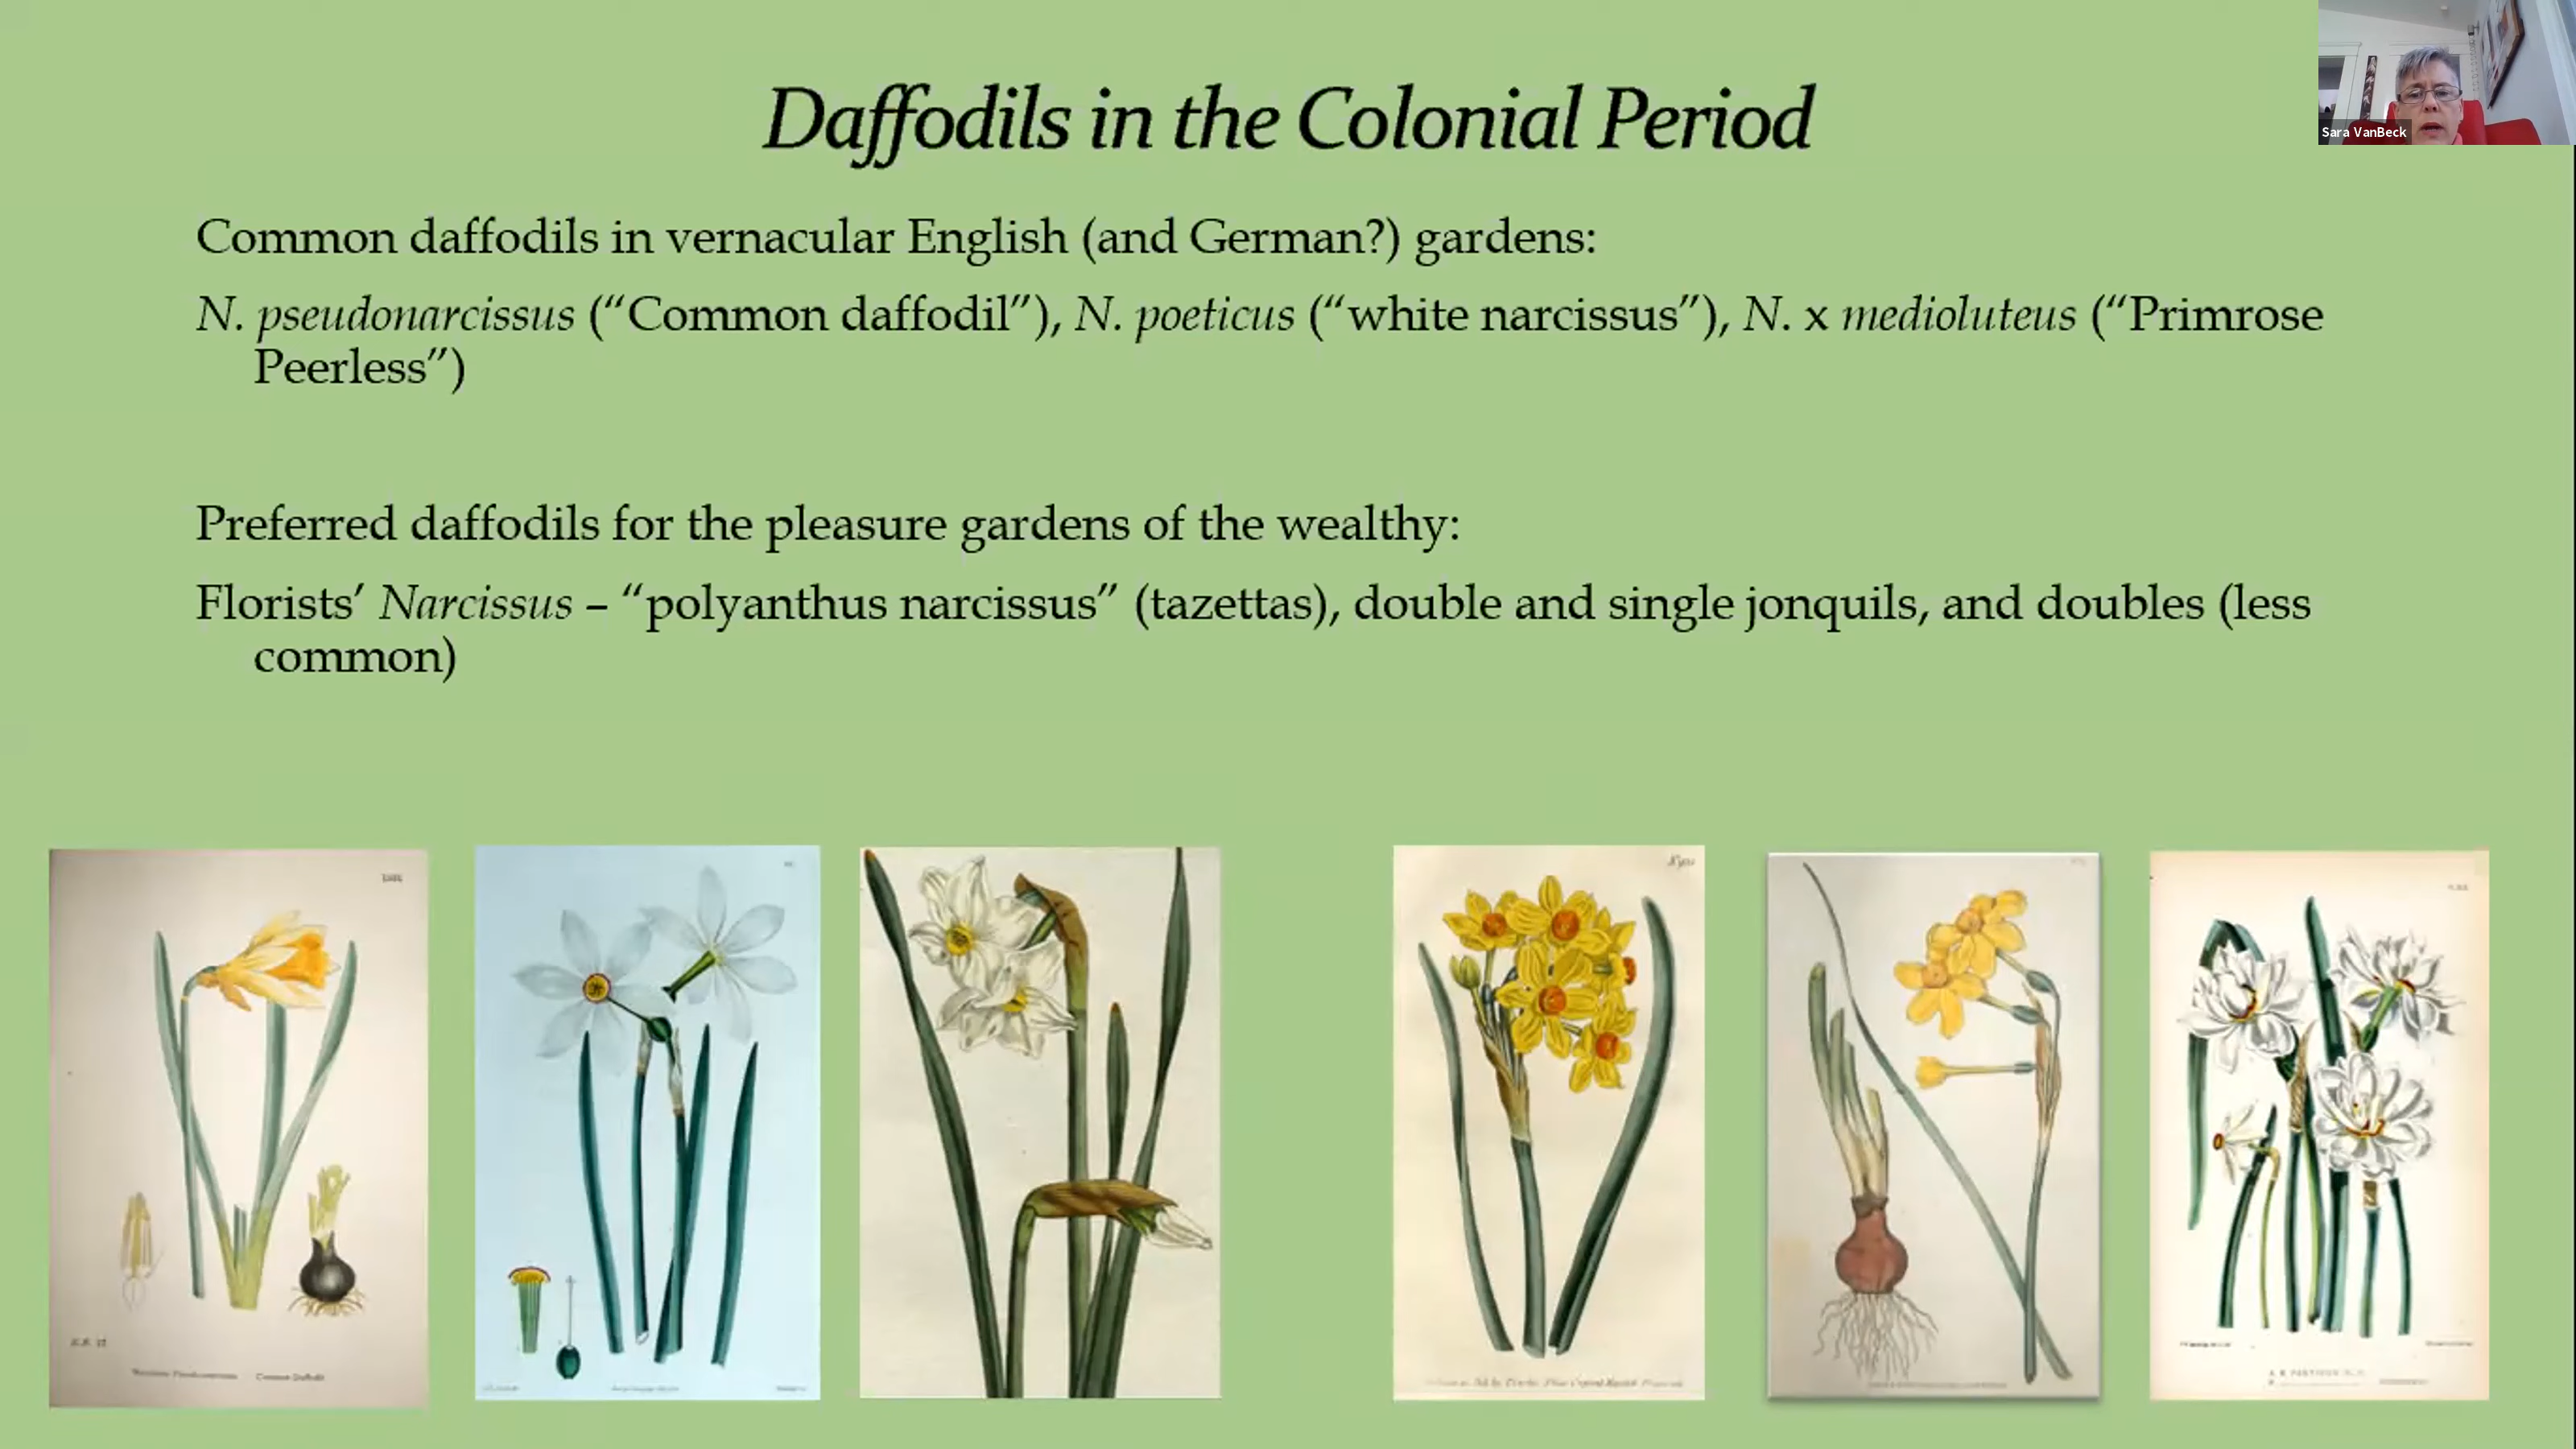 Daffodils in the Colonial Period
Sara VanBeck
Common daffodils in vernacular English (and German?) gardens:
N. pseudonarcissus (“Common daffodil”), N. poeticus (“white narcissus”), N. x medioluteus (“Primrose
Peerless”)
Preferred daffodils for the pleasure gardens of the wealthy:
Florists’ Narcissus – “polyanthus narcissus” (tazettas), double and single jonquils, and doubles (less
common)
Common Daffodil